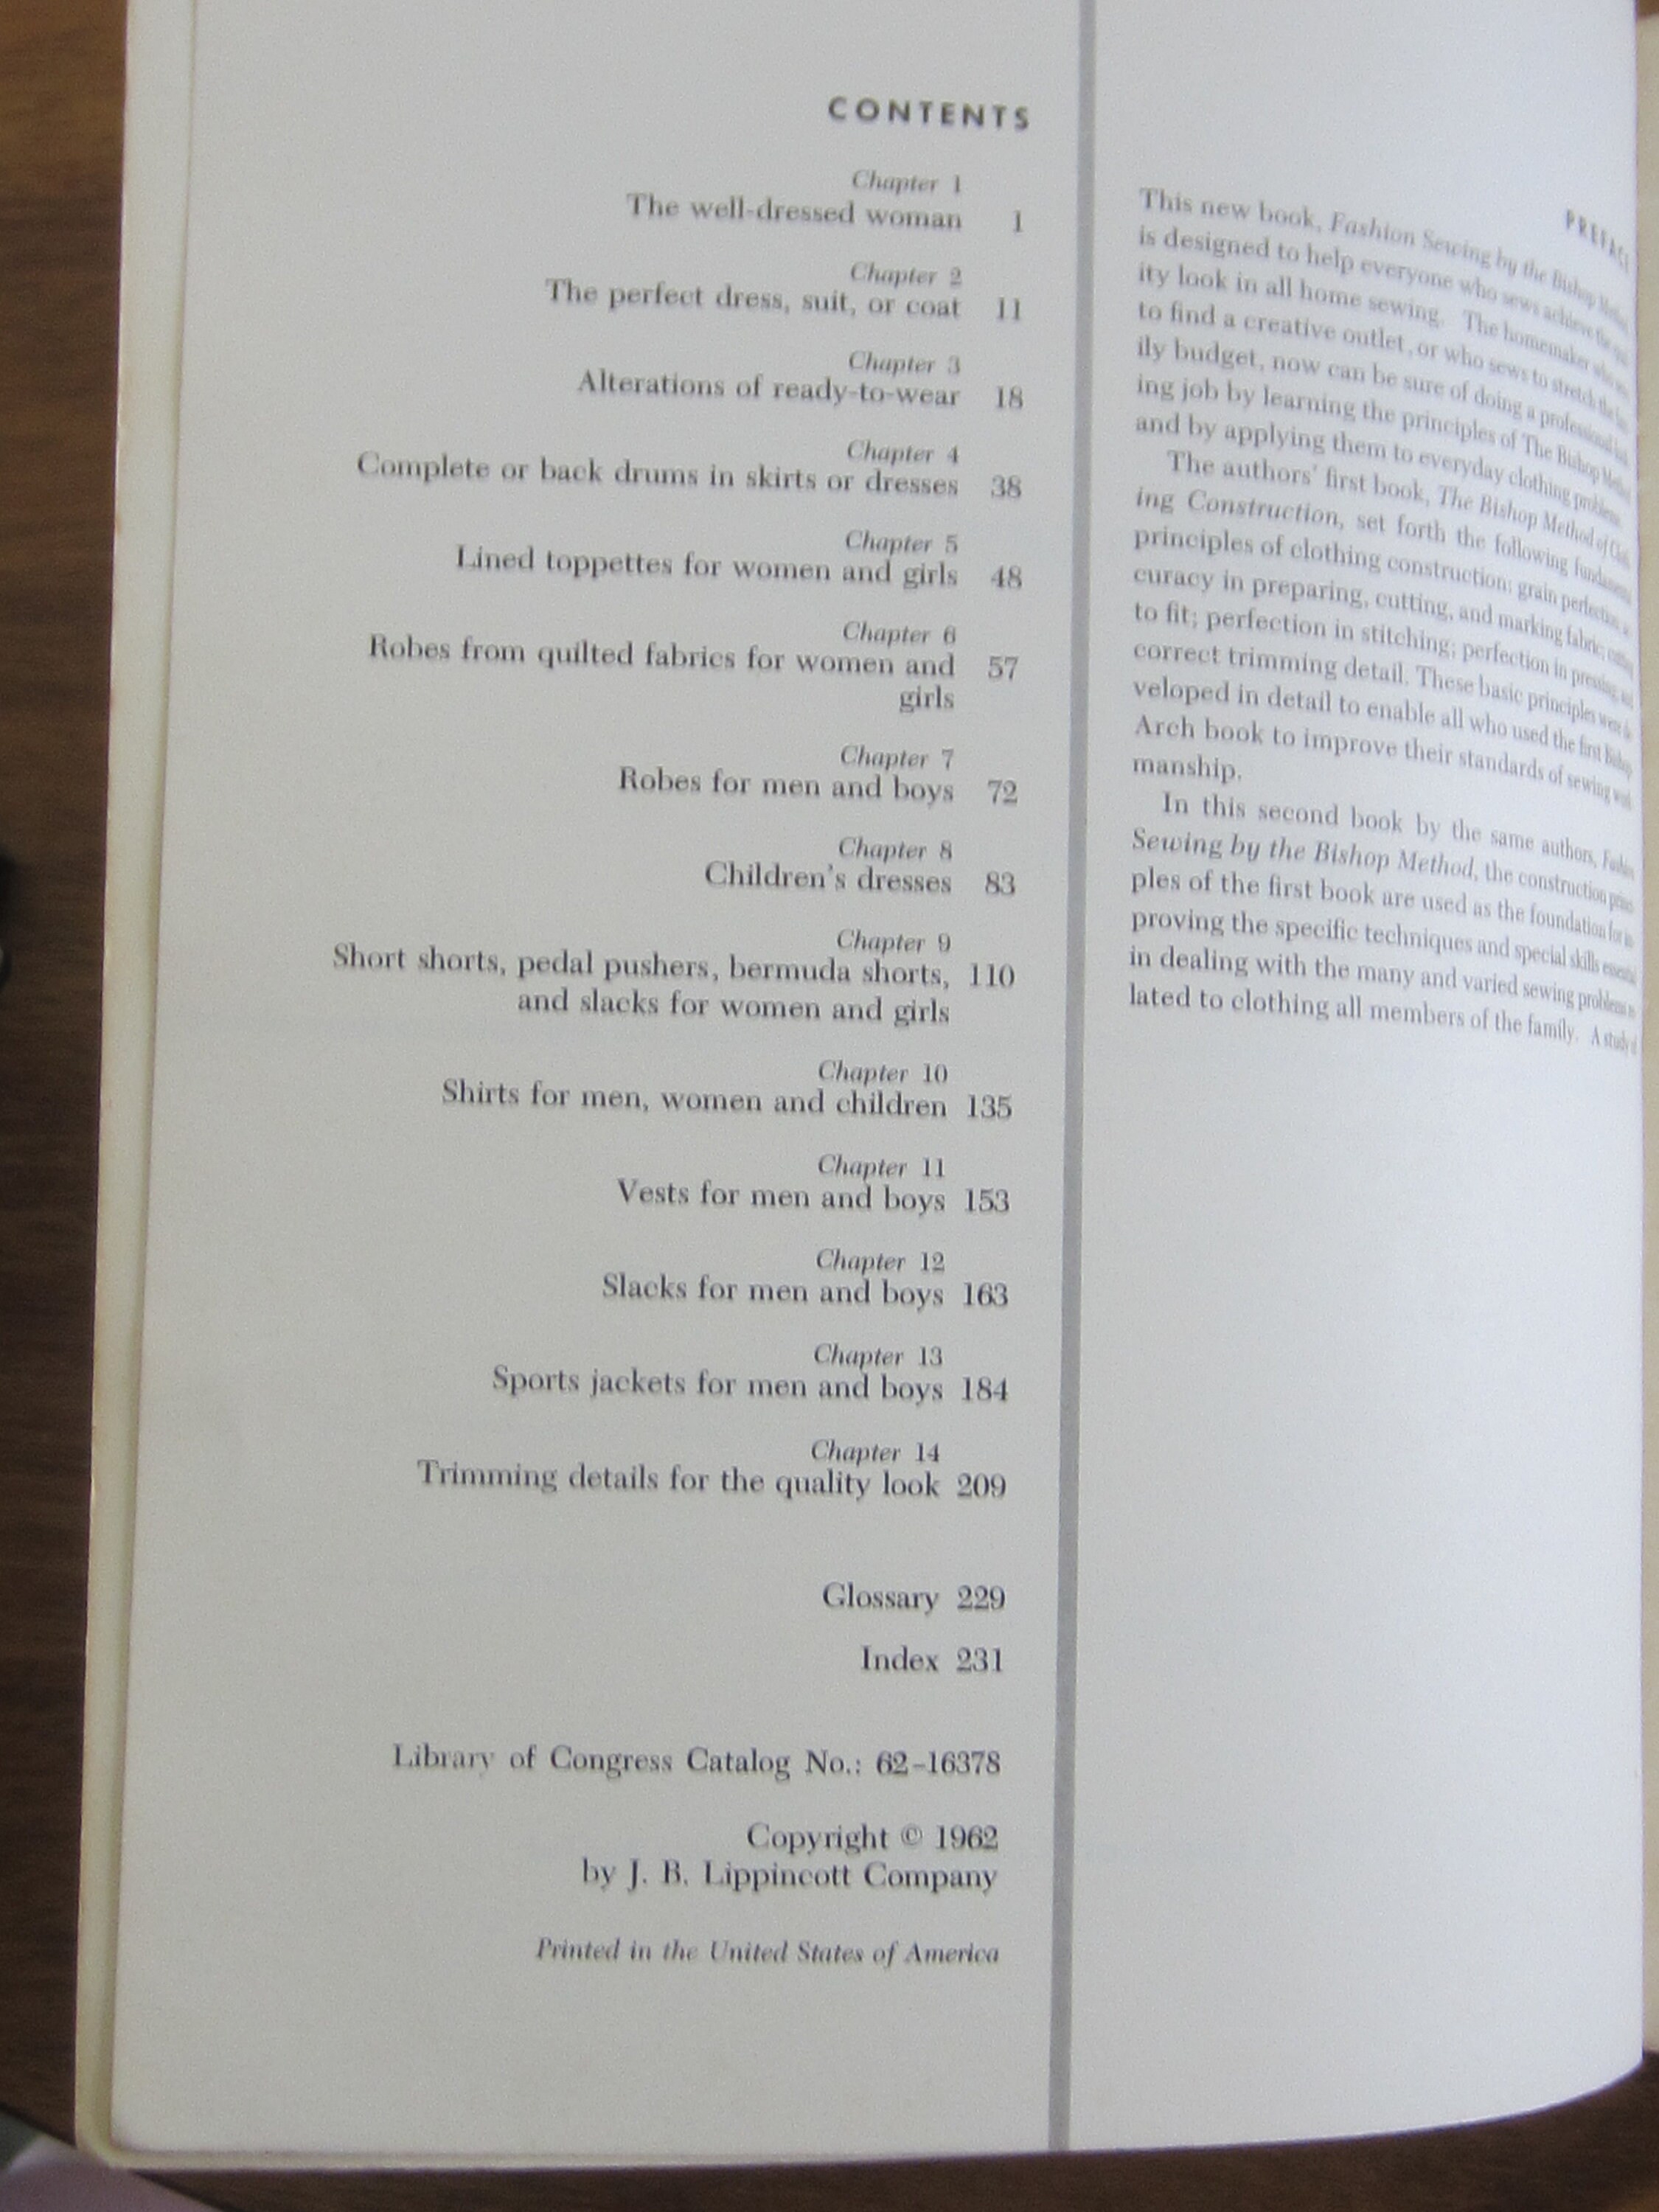 CONTENTS
Chapter 1
The well-dressed woman 1
Chapter 2
The perfect dress, suit, or coat 11
Chapter 3
Alterations of ready-to-wear 18
Chapter 4
Complete or back drums in skirts or dresses 38
Chapter 5
Lined toppettes for women and girls 48
Chapter 6
Robes from quilted fabrics for women and 57
girls
Chapter 7
Robes for men and boys 72
Chapter 8
Children's dresses 83
Chapter 9
Short shorts, pedal pushers, bermuda shorts, 110
and slacks for women and girls
Chapter 10
Shirts for men, women and children 135
Chapter 11
Vests for men and boys 153
Chapter 12
Slacks for men and boys 163
Chapter 13
Sports jackets for men and boys 184
Chapter 14
Trimming details for the quality look 209
Glossary 229
Index 231
Library of Congress Catalog No.: 62-16378
Copyright © 1962
by J. B. Lippincott Company
Printed in the United States of America
PREFACE
This new book, Fashion Sewing by the Bishop Method,
is designed to help everyone who sews achieve the
ity look in all home sewing. The homemaker who
to find a creative outlet, or who sews to stretch the
ily budget, now can be sure of doing a professional
ing job by learning the principles of The Bishop Method
and by applying them to everyday clothing problems.
The authors' first book, The Bishop Method of
ing Construction, set forth the following
principles of clothing construction: grain perfection,
curacy in preparing, cutting, and marking fabric; cutting
to fit; perfection in stitching; perfection in pressing; and
correct trimming detail. These basic principles were
veloped in detail to enable all who used the first Bishop
Arch book to improve their standards of sewing
manship.
In this second book by the same authors, Fashion
Sewing by the Bishop Method, the construction
ples of the first book are used as the foundation for
proving the specific techniques and special skills
in dealing with the many and varied sewing problems
lated to clothing all members of the family. A study